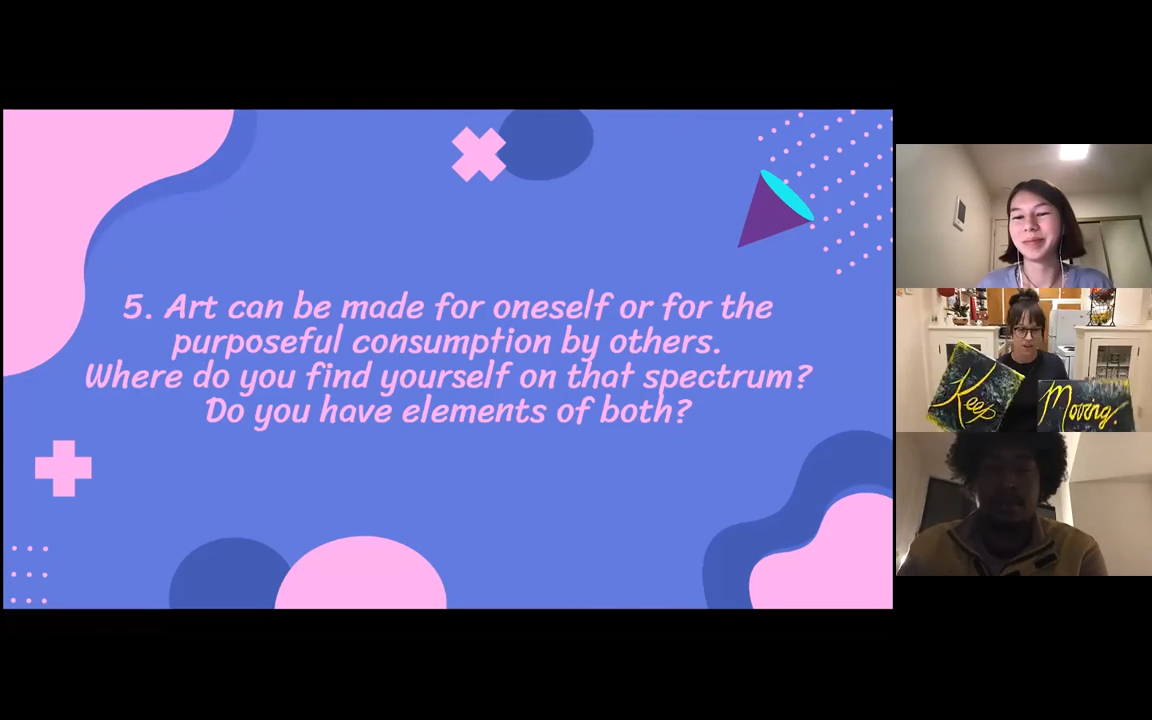 5. Art can be made for oneself or for the
purposeful consumption by others.
Where do you find yourself on that spectrum?
Do you have elements of both?
Keep
Moving.